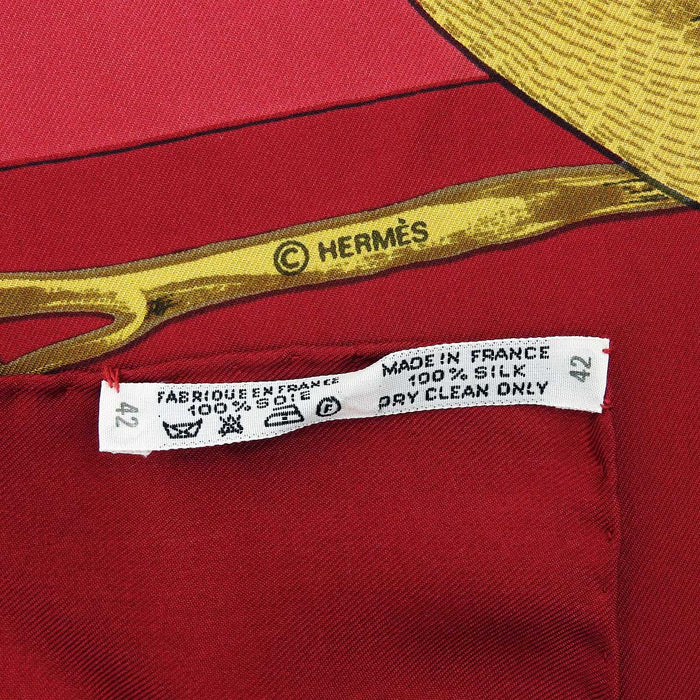 © HERMÈS
FABRIQUE EN FRANCE
100% SOIE
MADE IN FRANCE
100% SILK
DRY CLEAN ONLY
42
42
F